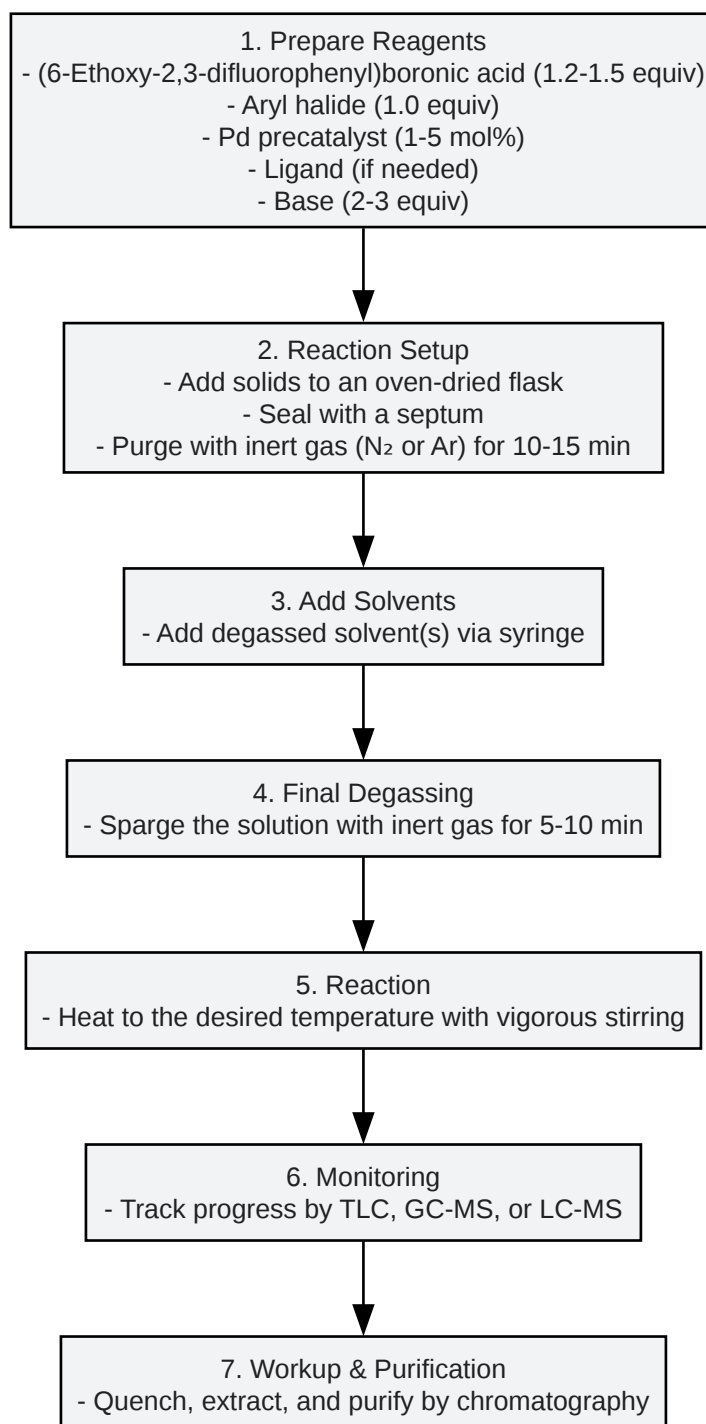 1. Prepare Reagents
- (6-Ethoxy-2,3-difluorophenyl)boronic acid (1.2-1.5 equiv)
- Aryl halide (1.0 equiv)
- Pd precatalyst (1-5 mol%)
- Ligand (if needed)
- Base (2-3 equiv)
2. Reaction Setup
- Add solids to an oven-dried flask
- Seal with a septum
- Purge with inert gas (N₂ or Ar) for 10-15 min
3. Add Solvents
- Add degassed solvent(s) via syringe
4. Final Degassing
- Sparge the solution with inert gas for 5-10 min
5. Reaction
- Heat to the desired temperature with vigorous stirring
6. Monitoring
- Track progress by TLC, GC-MS, or LC-MS
7. Workup & Purification
- Quench, extract, and purify by chromatography